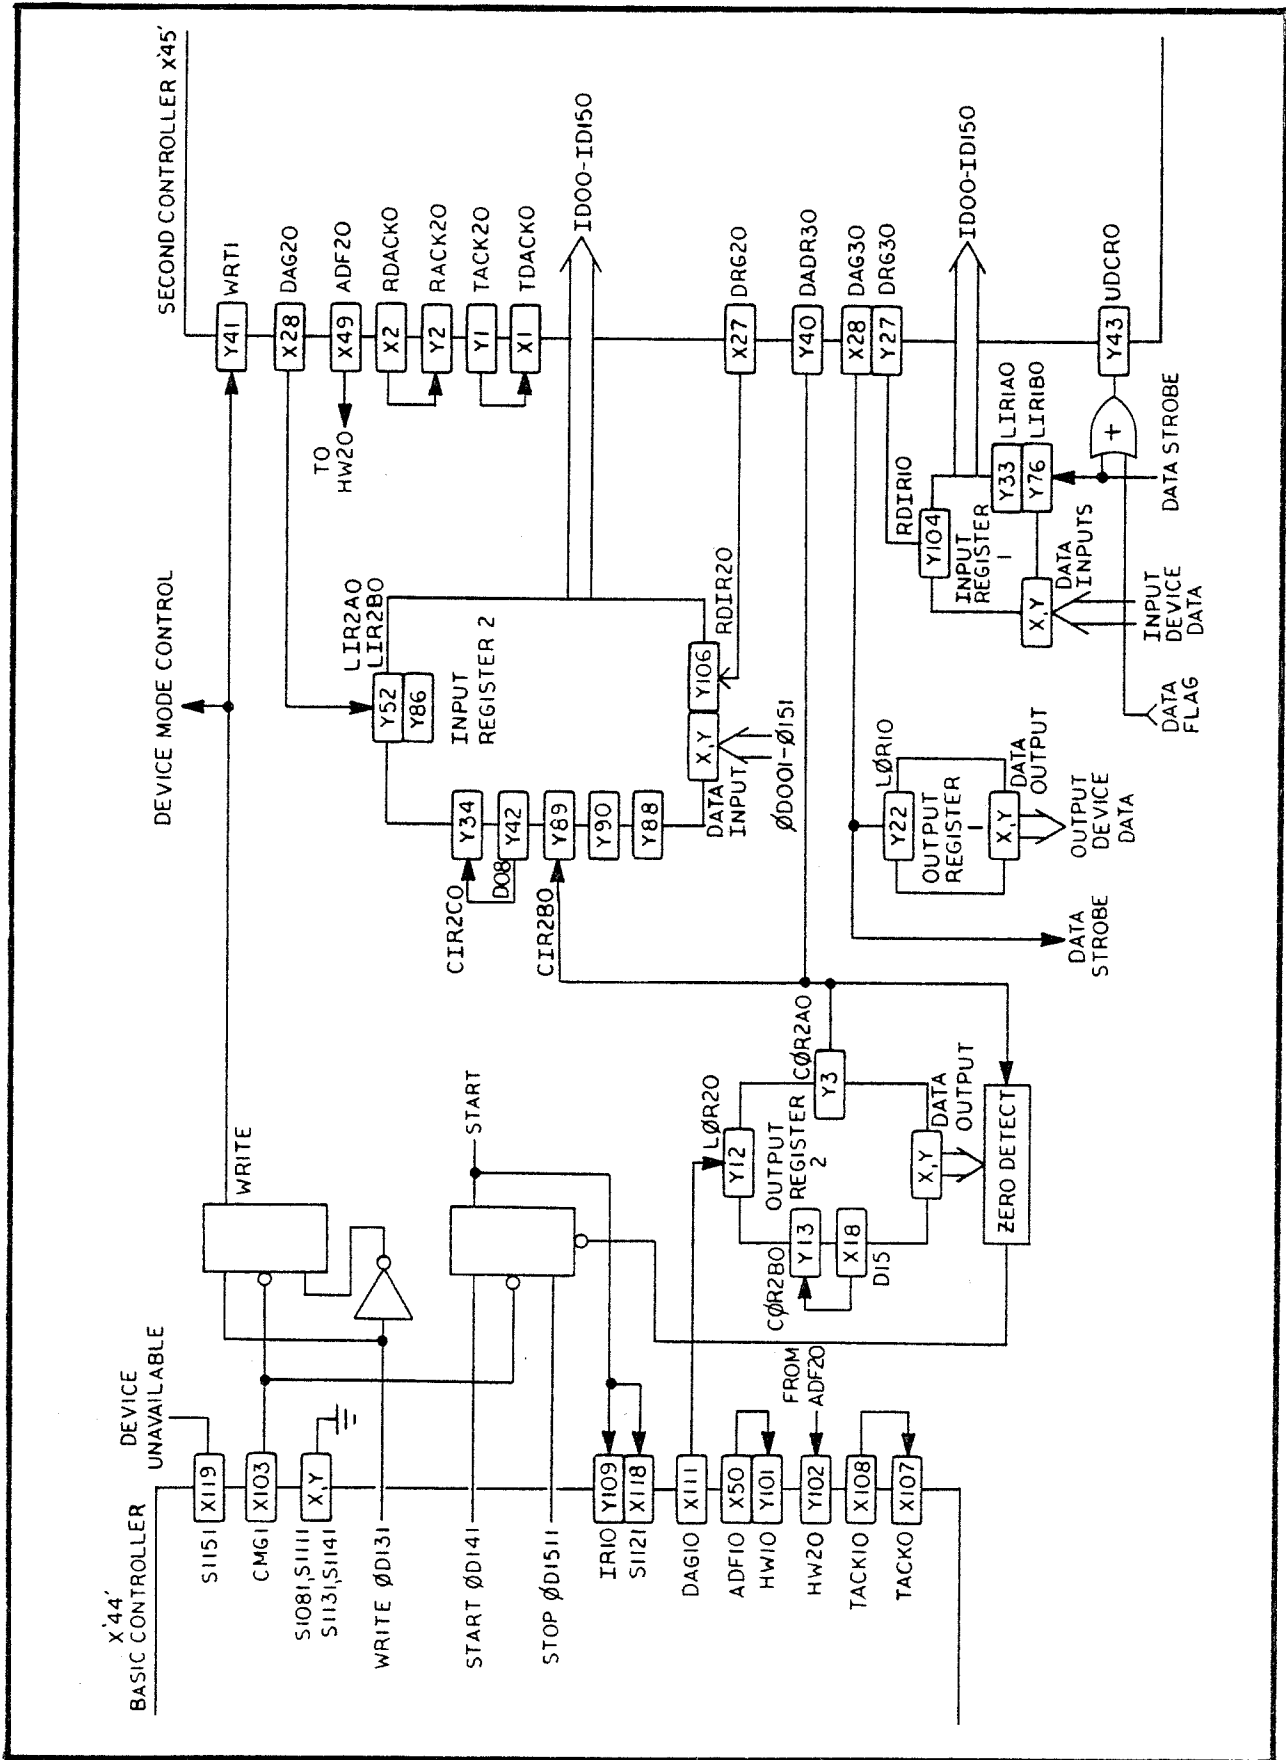 X'44'
BASIC CONTROLLER
DEVICE
UNAVAILABLE
S1151
X119
CMG1
X103
S1081,S1111
S1131,S1141
X,Y
WRITE ØD131
START ØD141
STOP ØD1511
IR10
Y109
S1121
X118
DAG10
X111
ADF10
X50
HW10
Y101
FROM
ADF20
HW20
Y102
TACK10
X108
TACK0
X107
WRITE
START
LØR20
Y12
OUTPUT
REGISTER
2
CØR2A0
Y3
CØR2B0
Y13
X18
D15
X,Y
DATA
OUTPUT
ZERO DETECT
DEVICE MODE CONTROL
LIR2A0
LIR2B0
Y52
Y86
INPUT
REGISTER 2
CIR2C0
Y34
D08
Y42
CIR2B0
Y89
Y90
Y88
DATA
INPUT
X,Y
Y106
RDIR20
ØD001-Ø151
DATA
STROBE
LØR10
Y22
OUTPUT
REGISTER
1
X,Y
DATA
OUTPUT
OUTPUT
DEVICE
DATA
SECOND CONTROLLER X'45'
Y41
WRT1
X28
DAG20
X49
ADF20
TO
HW20
X2
RDACK0
Y2
RACK20
Y1
TACK20
X1
TDACK0
ID00-ID150
X27
DRG20
Y40
DADR30
X28
DAG30
Y27
DRG30
ID00-ID150
RDIR10
Y104
INPUT
REGISTER
1
Y33
LIR1A0
Y76
LIR1B0
X,Y
DATA
INPUTS
INPUT
DEVICE
DATA
DATA
FLAG
DATA STROBE
+
Y43
UDCR0